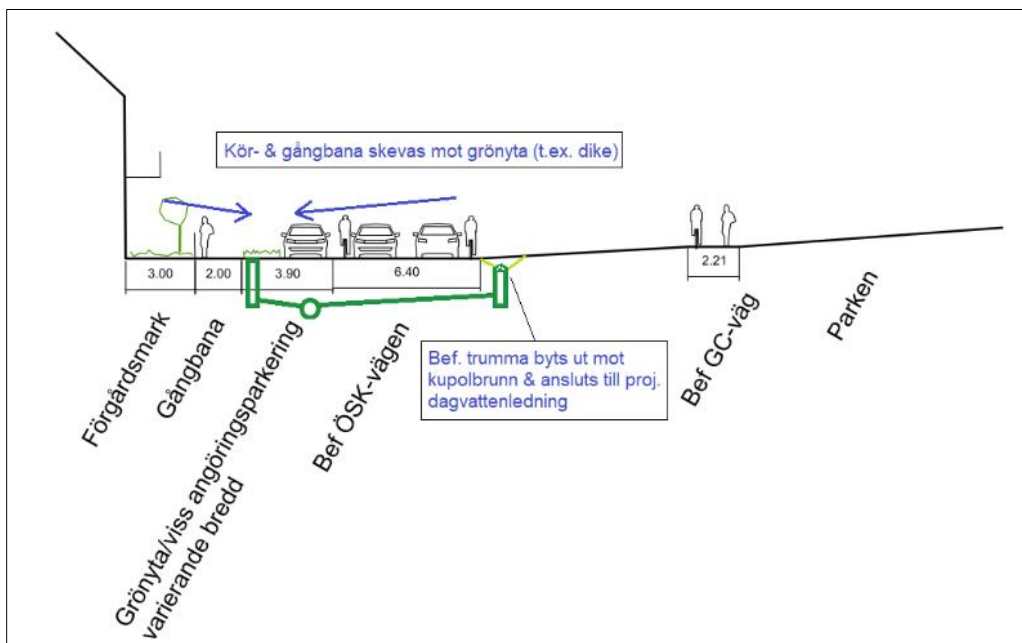 Kör- & gångbana skevas mot grönyta (t.ex. dike)
3.00
2.00
3.90
6.40
2.21
Förgårdsmark
Gångbana
Grönyta/viss angöringsparkering
varierande bredd
Bef ÖSK-vägen
Bef. trumma byts ut mot
kupolbrunn & ansluts till proj.
dagvattenledning
Bef GC-väg
Parken